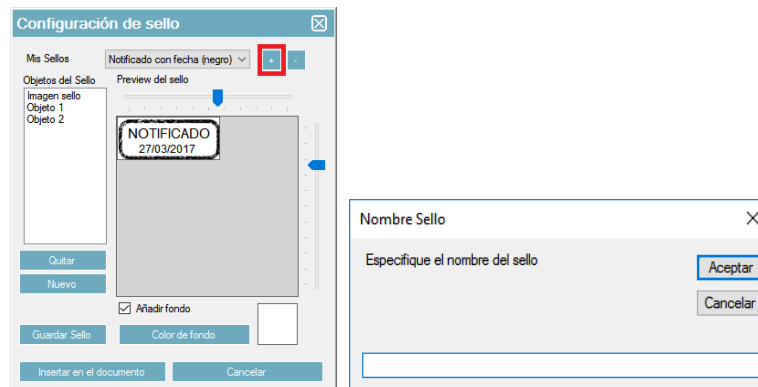 Configuración de sello
Mis Sellos
Notificado con fecha (negro)
+
-
Objetos del Sello
Preview del sello
Imagen sello
Objeto 1
Objeto 2
NOTIFICADO
27/03/2017
Quitar
Nuevo
Añadir fondo
Guardar Sello
Color de fondo
Insertar en el documento
Cancelar
Nombre Sello
Especifique el nombre del sello
Aceptar
Cancelar